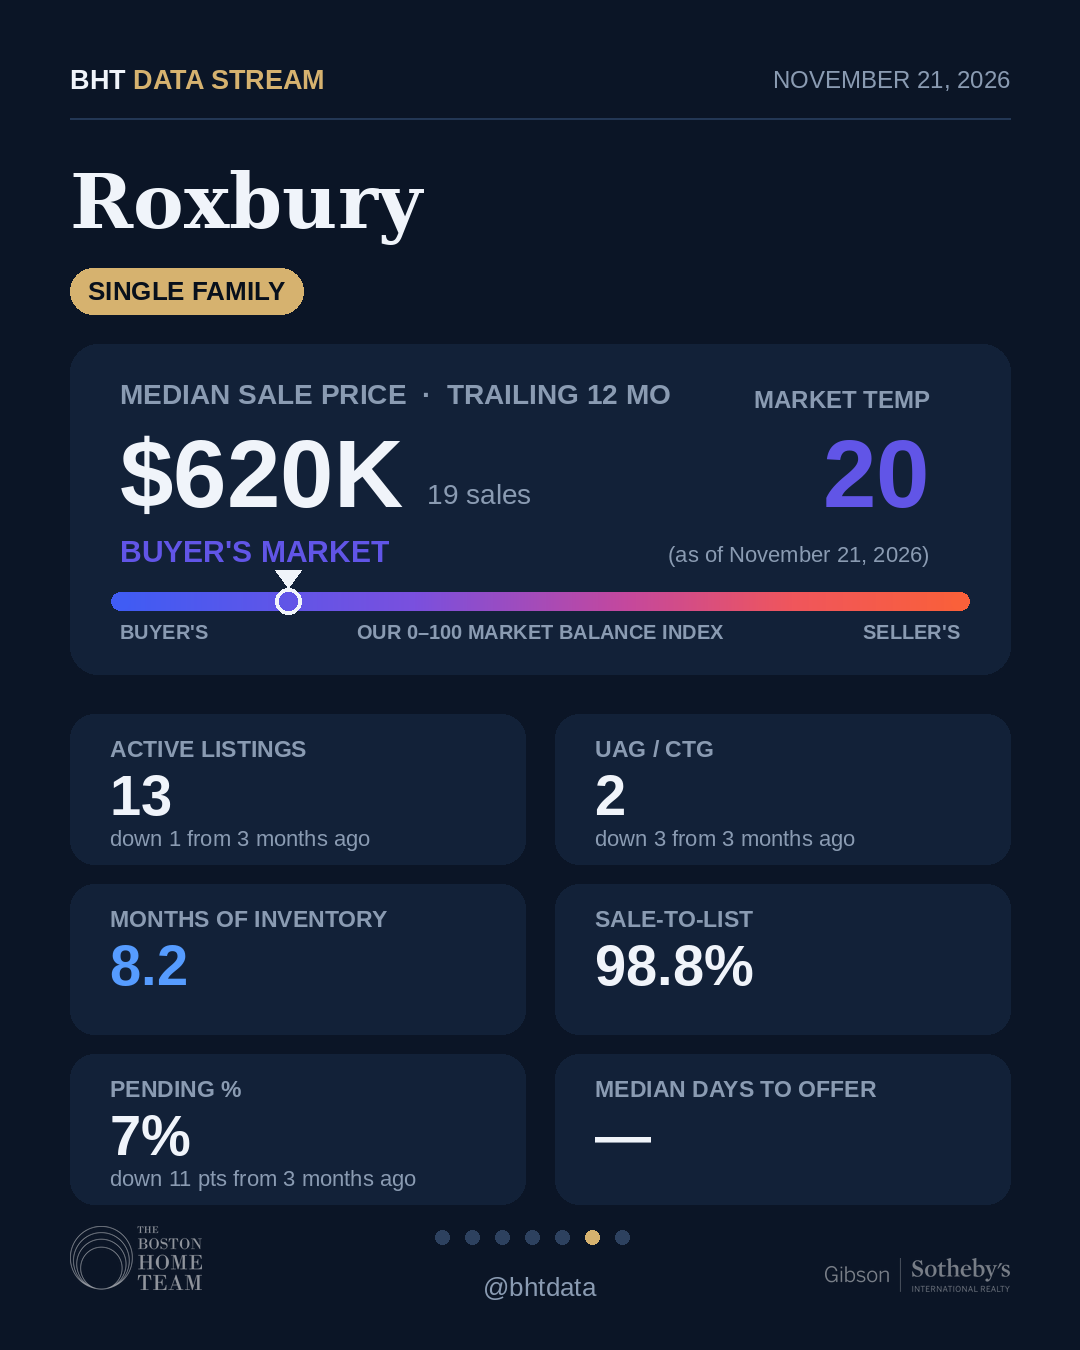 BHT DATA STREAM
NOVEMBER 21, 2026
Roxbury
SINGLE FAMILY
MEDIAN SALE PRICE · TRAILING 12 MO
MARKET TEMP
$620K 19 sales
20
BUYER'S MARKET
(as of November 21, 2026)
BUYER'S
OUR 0–100 MARKET BALANCE INDEX
SELLER'S
ACTIVE LISTINGS
13
down 1 from 3 months ago
UAG / CTG
2
down 3 from 3 months ago
MONTHS OF INVENTORY
8.2
SALE-TO-LIST
98.8%
PENDING %
7%
down 11 pts from 3 months ago
MEDIAN DAYS TO OFFER
—
THE
BOSTON
HOME
TEAM
@bhtdata
Gibson
Sotheby's
INTERNATIONAL REALTY